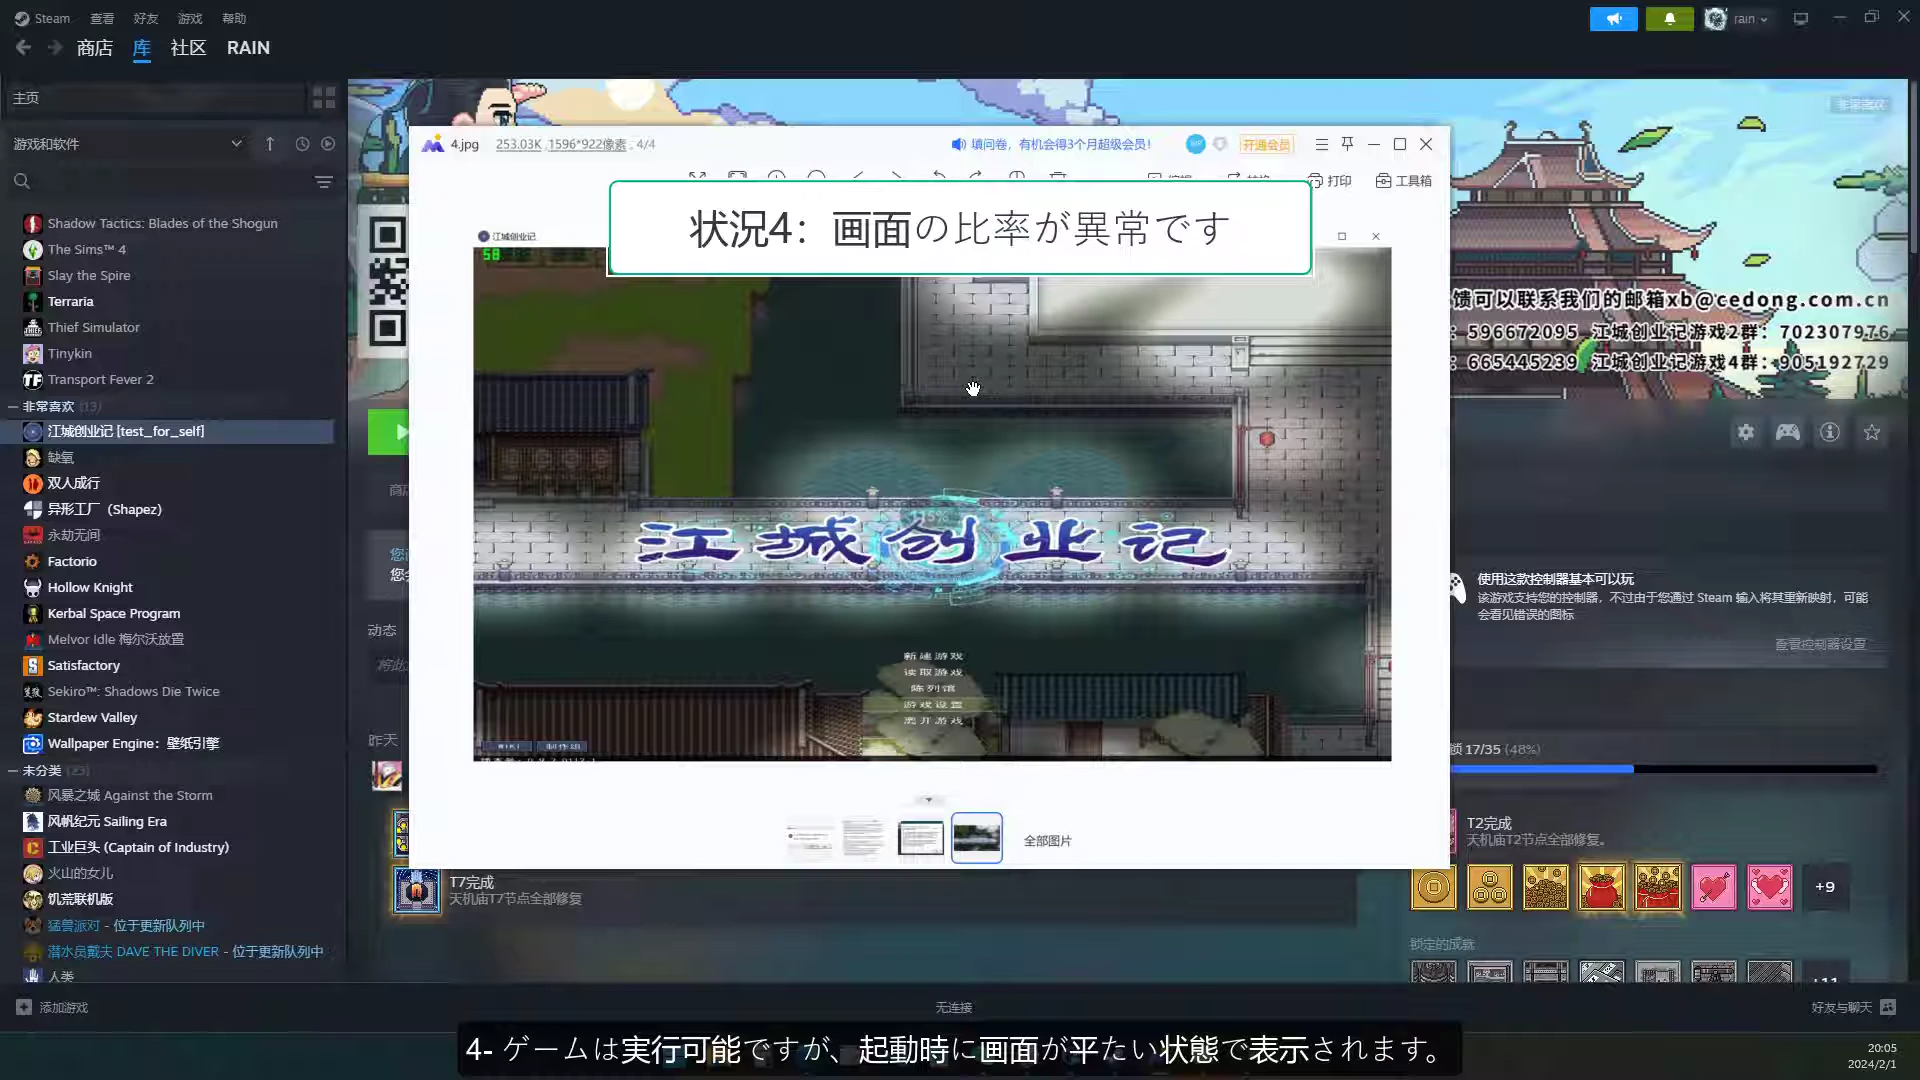 Steam 查看 好友 游戏 帮助
rain
商店 库 社区 RAIN
主页
游戏和软件
Shadow Tactics: Blades of the Shogun
The Sims™ 4
Slay the Spire
Terraria
Thief Simulator
Tinykin
Transport Fever 2
非常喜欢 (13)
江城创业记 [test_for_self]
缺氧
双人成行
异形工厂（Shapez）
永劫无间
Factorio
Hollow Knight
Kerbal Space Program
Melvor Idle 梅尔沃放置
Satisfactory
Sekiro™: Shadows Die Twice
Stardew Valley
Wallpaper Engine：壁纸引擎
未分类 (23)
风暴之城 Against the Storm
风帆纪元 Sailing Era
工业巨头 (Captain of Industry)
火山的女儿
饥荒联机版
猛兽派对 - 位于更新队列中
潜水员戴夫 DAVE THE DIVER - 位于更新队列中
人类
添加游戏
非常喜欢
4.jpg 253.03K 1596*922像素 4/4
填问卷，有机会得3个月超级会员!
开通会员
打印 工具箱
状況4：画面の比率が異常です
江城创业记
58
江城创业记
新建游戏
读取游戏
陈列馆
游戏设置
离开游戏
全部图片
馈可以联系我们的邮箱xb@cedong.com.cn
: 596672095 江城创业记游戏2群: 702307976
: 665445239 江城创业记游戏4群: 905192729
动态
昨天
使用这款控制器基本可以玩
该游戏支持您的控制器，不过由于您通过 Steam 输入将其重新映射，可能
会看见错误的图标
查看控制器设置
17/35 (48%)
T2完成
天机庙T2节点全部修复。
T7完成
天机庙T7节点全部修复
+9
锁定的成就
+11
无连接
好友与聊天
4- ゲームは実行可能ですが、起動時に画面が平たい状態で表示されます。
20:05
2024/2/1